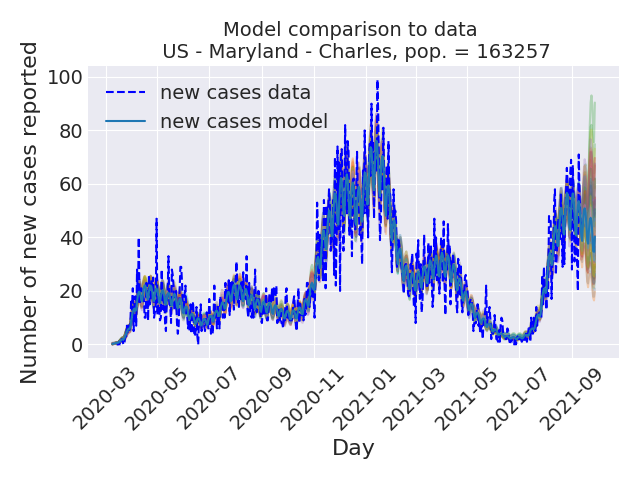 Model comparison to data
US - Maryland - Charles, pop. = 163257
Number of new cases reported
100
80
60
40
20
0
new cases data
new cases model
2020-03
2020-05
2020-07
2020-09
2020-11
2021-01
2021-03
2021-05
2021-07
2021-09
Day